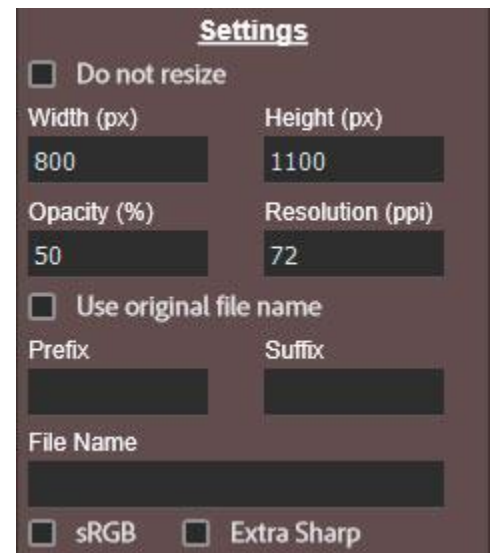 Settings
Do not resize
Width (px) Height (px)
800 1100
Opacity (%) Resolution (ppi)
50 72
Use original file name
Prefix Suffix
File Name
sRGB Extra Sharp